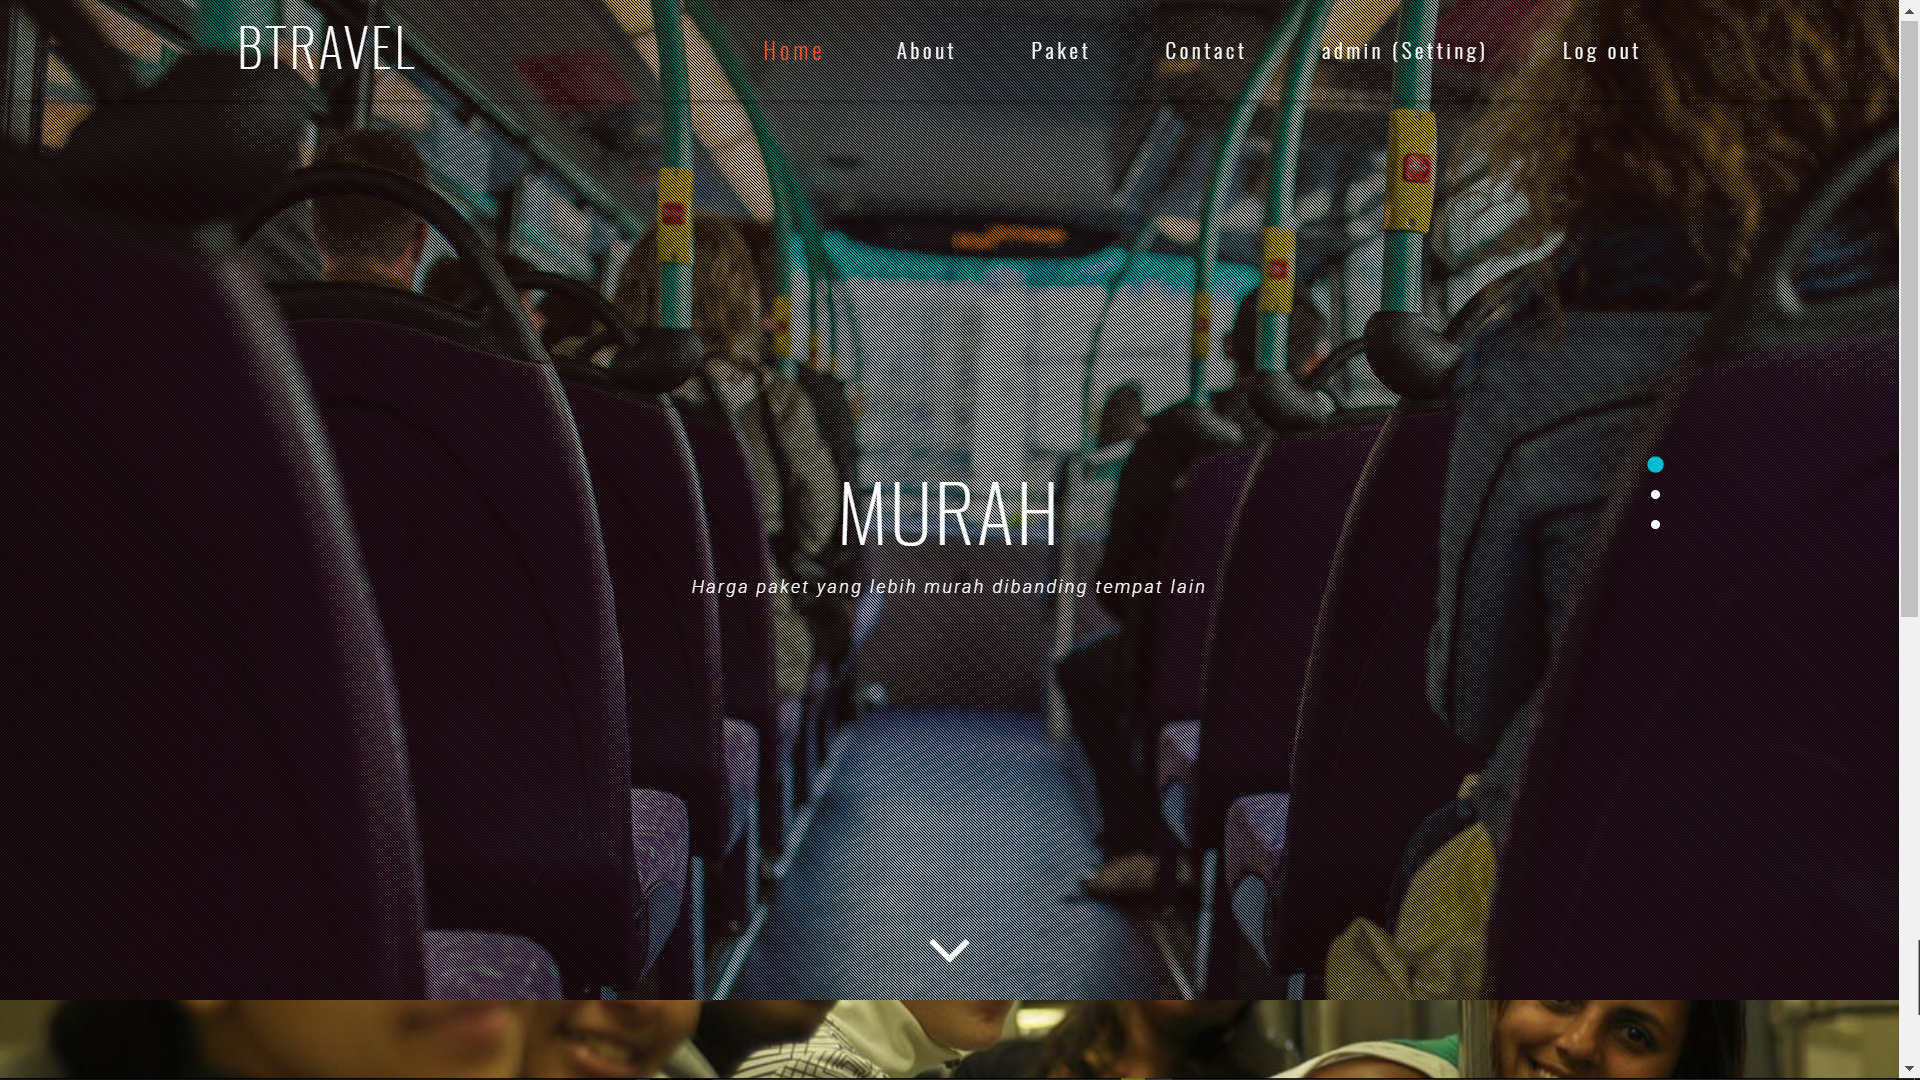 BTRAVEL
Home About Paket Contact admin (Setting) Log out
MURAH
Harga paket yang lebih murah dibanding tempat lain